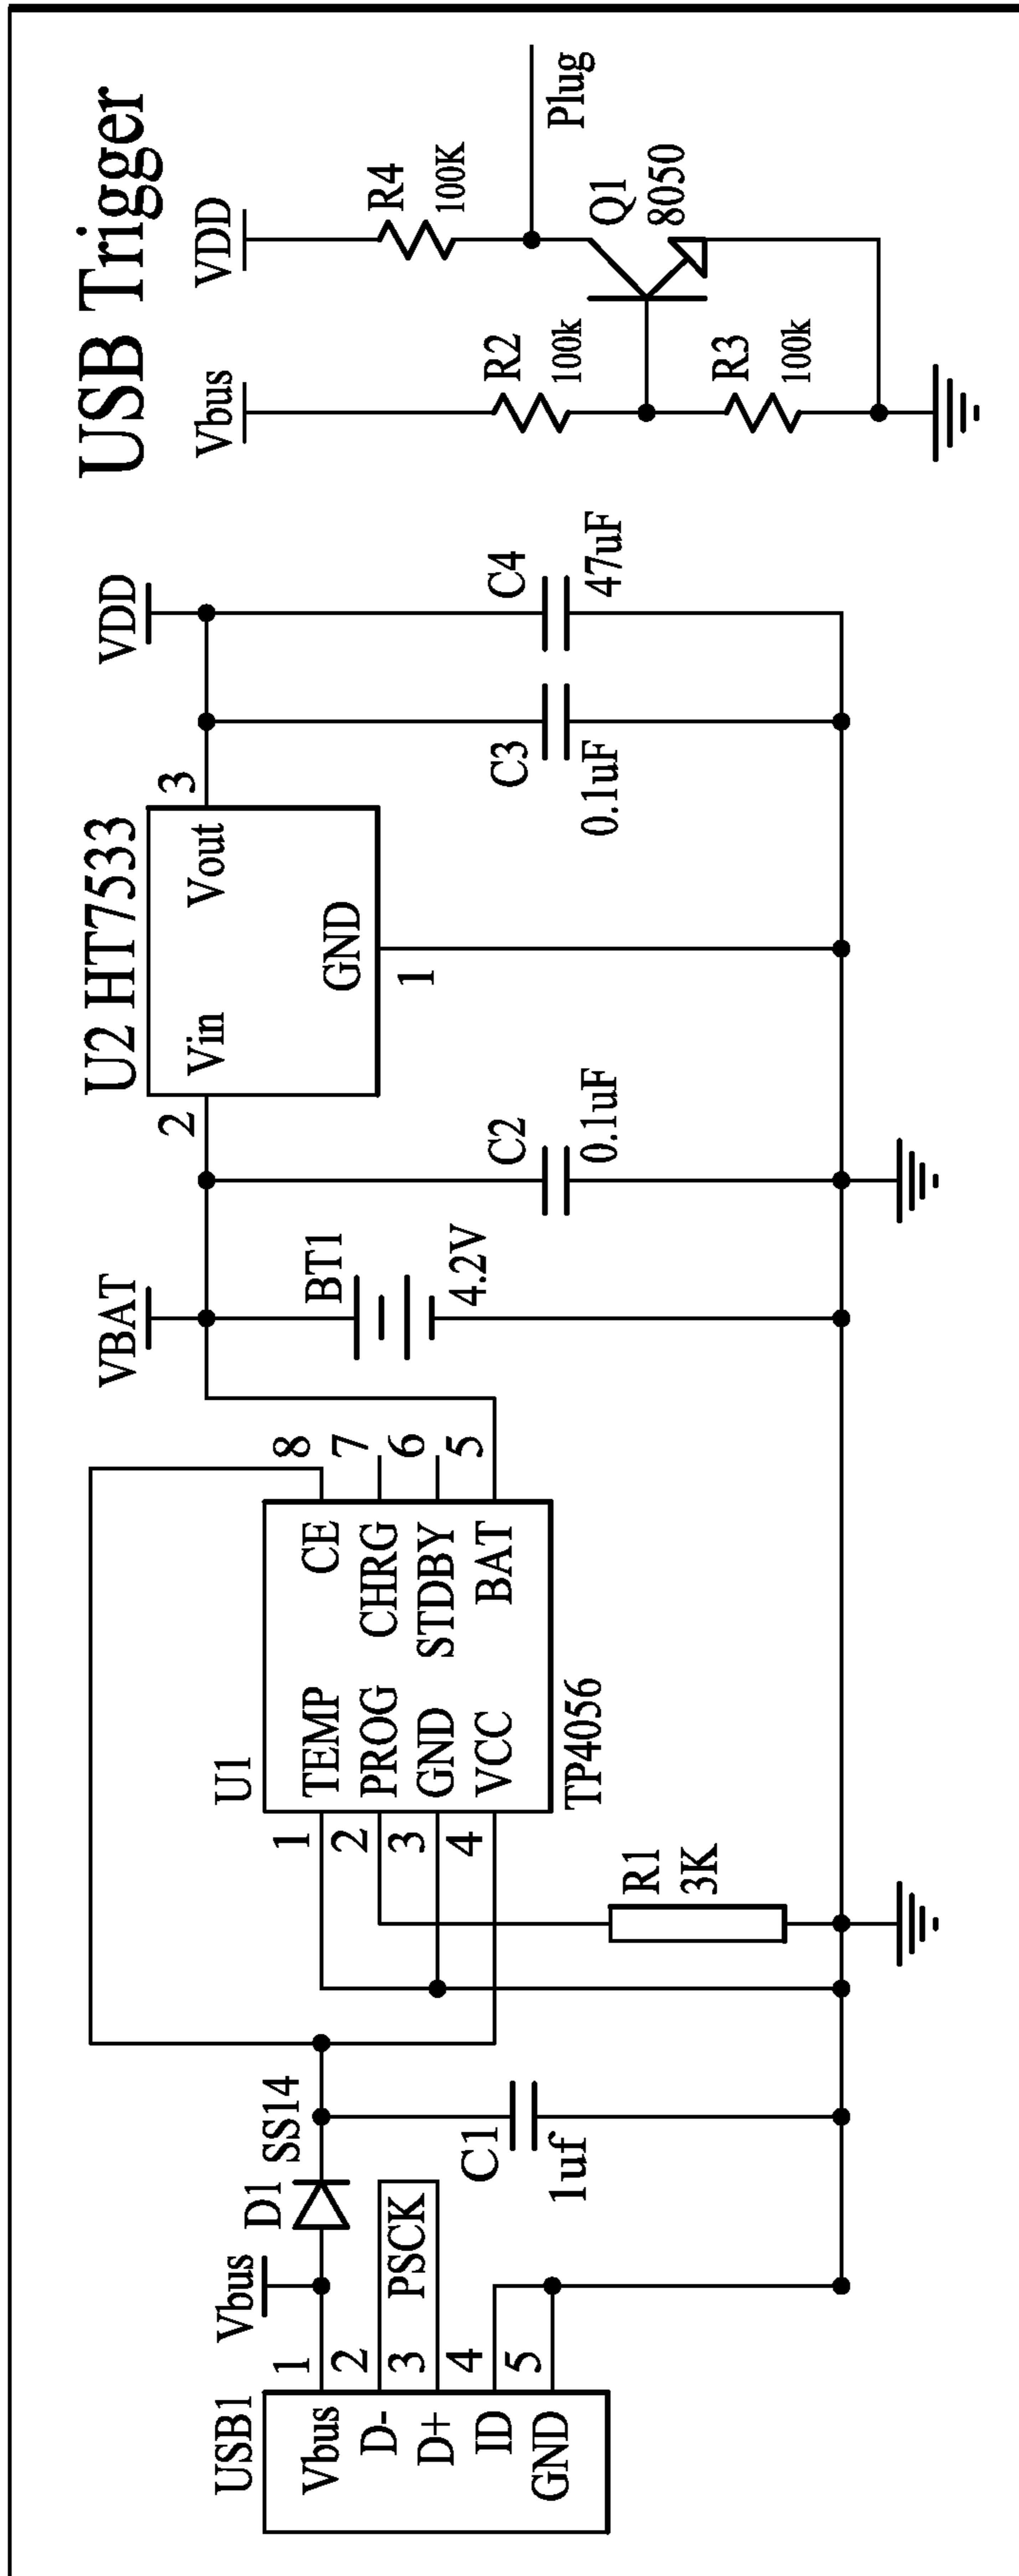 USB1
Vbus
D-
D+
ID
GND
1
2
3
4
5
Vbus
PSCK
D1
SS14
C1
1uf
U1
TEMP
PROG
GND
VCC
1
2
3
4
CE
CHRG
STDBY
BAT
8
7
6
5
TP4056
R1
3K
VBAT
BT1
4.2V
C2
0.1uF
U2 HT7533
2
Vin
Vout
3
GND
1
C3
0.1uF
VDD
C4
47uF
USB Trigger
Vbus
VDD
R2
100k
R3
100k
R4
100K
Q1
8050
Plug